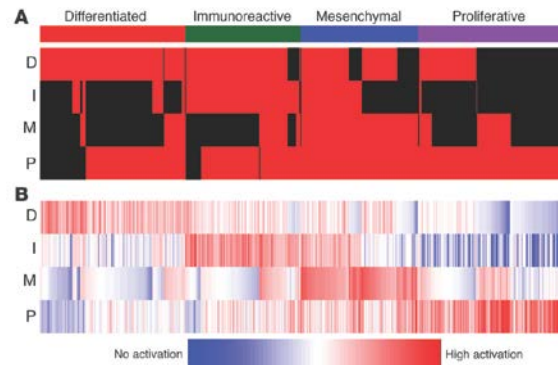 A
Differentiated Immunoreactive Mesenchymal Proliferative
D
I
M
P
B
D
I
M
P
No activation High activation